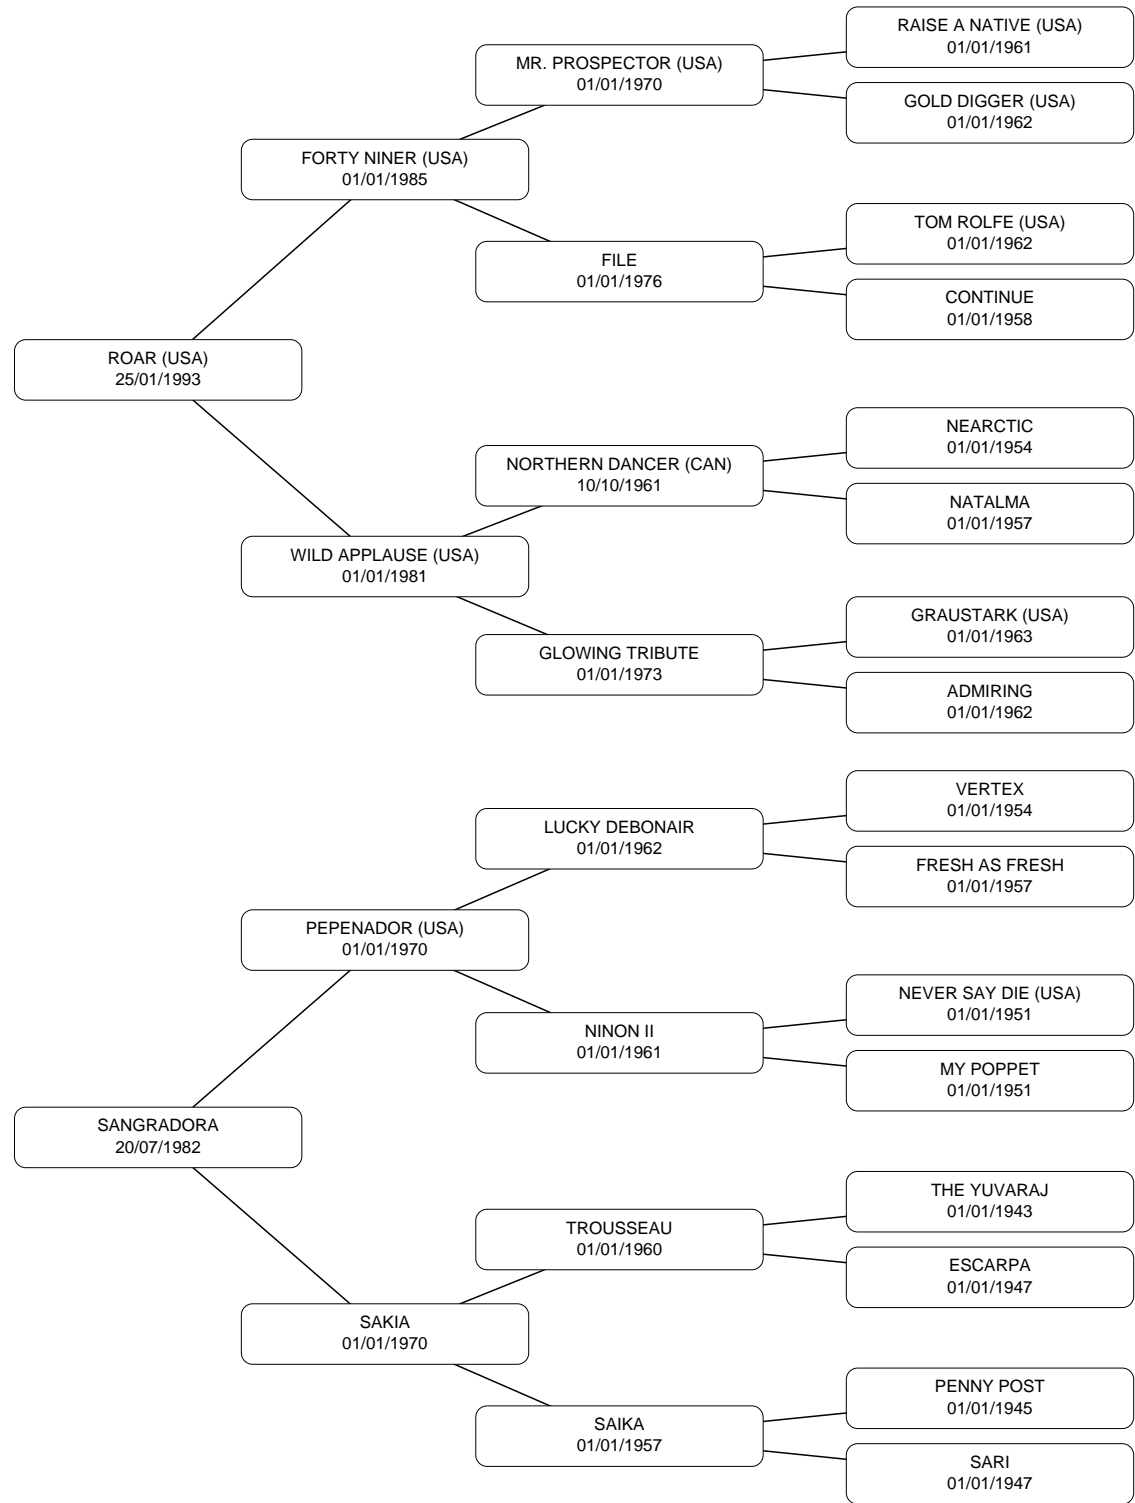 RAISE A NATIVE (USA)
01/01/1961
MR. PROSPECTOR (USA)
01/01/1970
GOLD DIGGER (USA)
01/01/1962
FORTY NINER (USA)
01/01/1985
TOM ROLFE (USA)
01/01/1962
FILE
01/01/1976
CONTINUE
01/01/1958
ROAR (USA)
25/01/1993
NEARCTIC
01/01/1954
NORTHERN DANCER (CAN)
10/10/1961
NATALMA
01/01/1957
WILD APPLAUSE (USA)
01/01/1981
GRAUSTARK (USA)
01/01/1963
GLOWING TRIBUTE
01/01/1973
ADMIRING
01/01/1962
VERTEX
01/01/1954
LUCKY DEBONAIR
01/01/1962
FRESH AS FRESH
01/01/1957
PEPENADOR (USA)
01/01/1970
NEVER SAY DIE (USA)
01/01/1951
NINON II
01/01/1961
MY POPPET
01/01/1951
SANGRADORA
20/07/1982
THE YUVARAJ
01/01/1943
TROUSSEAU
01/01/1960
ESCARPA
01/01/1947
SAKIA
01/01/1970
PENNY POST
01/01/1945
SAIKA
01/01/1957
SARI
01/01/1947